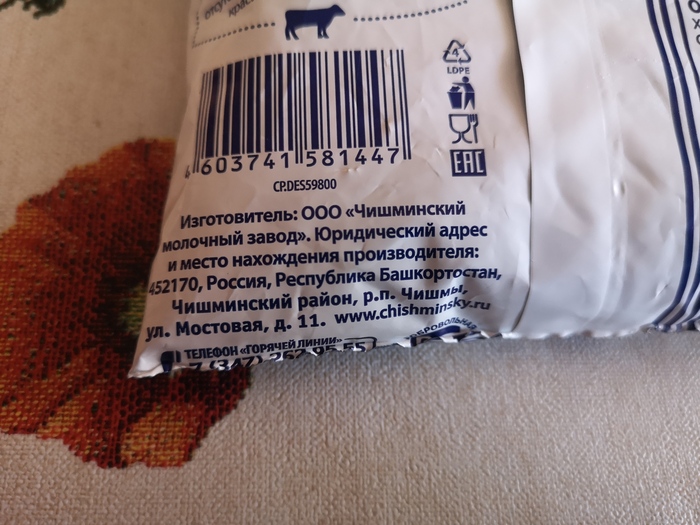 LDPE
4 603741 581447
EAC
CP.DES59800
Изготовитель: ООО «Чишминский
молочный завод». Юридический адрес
и место нахождения производителя:
452170, Россия, Республика Башкортостан,
Чишминский район, р.п. Чишмы,
ул. Мостовая, д. 11. www.chishminsky.ru
ТЕЛЕФОН «ГОРЯЧЕЙ ЛИНИИ»